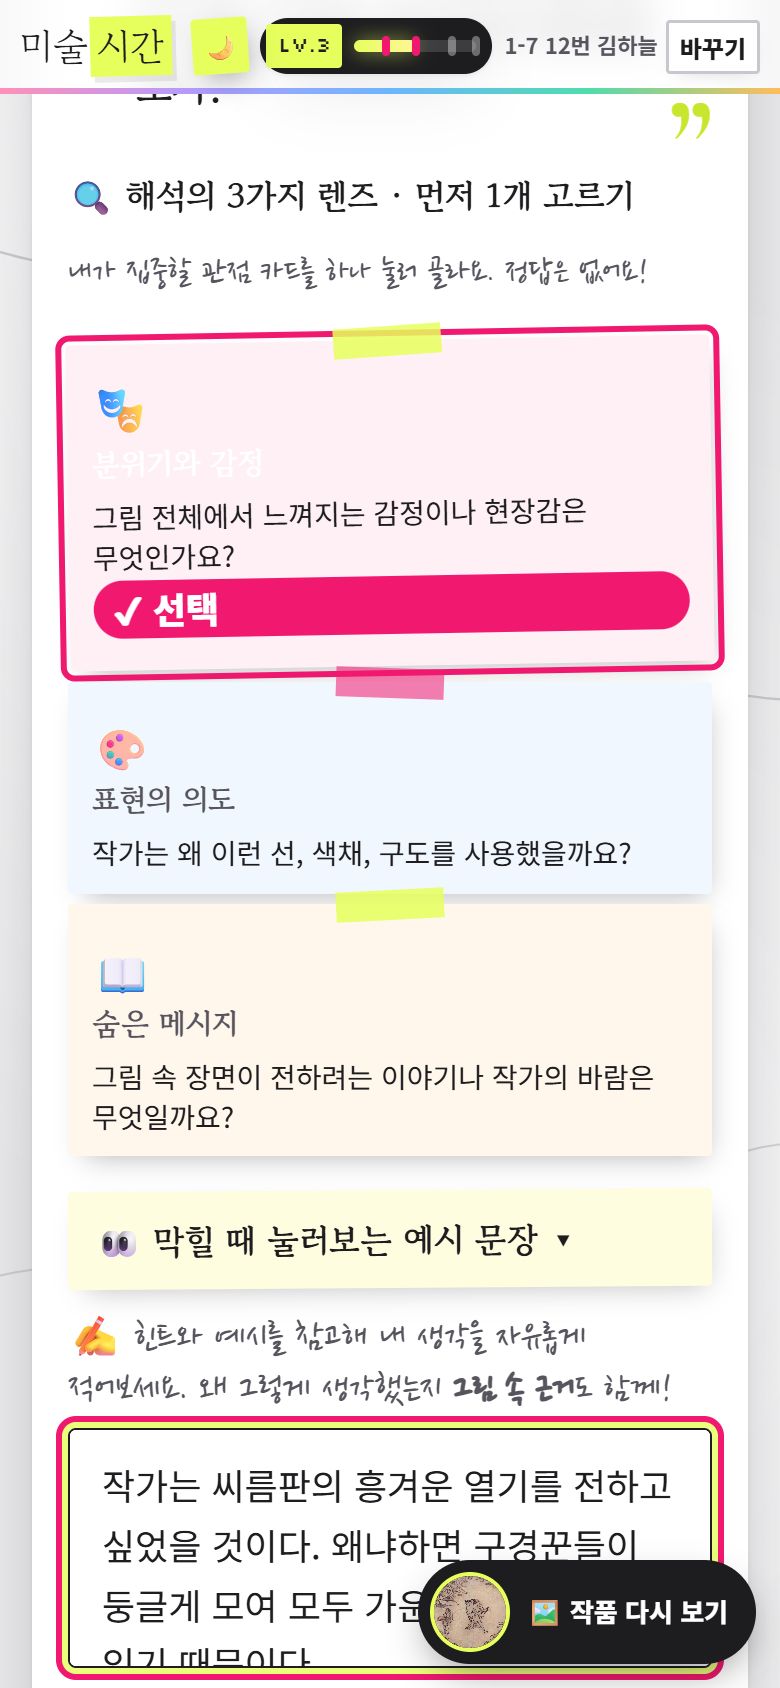 미술 시간
LV.3
1-7 12번 김하늘
바꾸기
해석의 3가지 렌즈 · 먼저 1개 고르기
내가 집중할 관점 카드를 하나 눌러 골라요. 정답은 없어요!
분위기와 감정
그림 전체에서 느껴지는 감정이나 현장감은
무엇인가요?
✓ 선택
표현의 의도
작가는 왜 이런 선, 색채, 구도를 사용했을까요?
숨은 메시지
그림 속 장면이 전하려는 이야기나 작가의 바람은
무엇일까요?
막힐 때 눌러보는 예시 문장 ▼
힌트와 예시를 참고해 내 생각을 자유롭게
적어보세요. 왜 그렇게 생각했는지 그림 속 근거도 함께!
작가는 씨름판의 흥겨운 열기를 전하고
싶었을 것이다. 왜냐하면 구경꾼들이
둥글게 모여 모두
작품 다시 보기